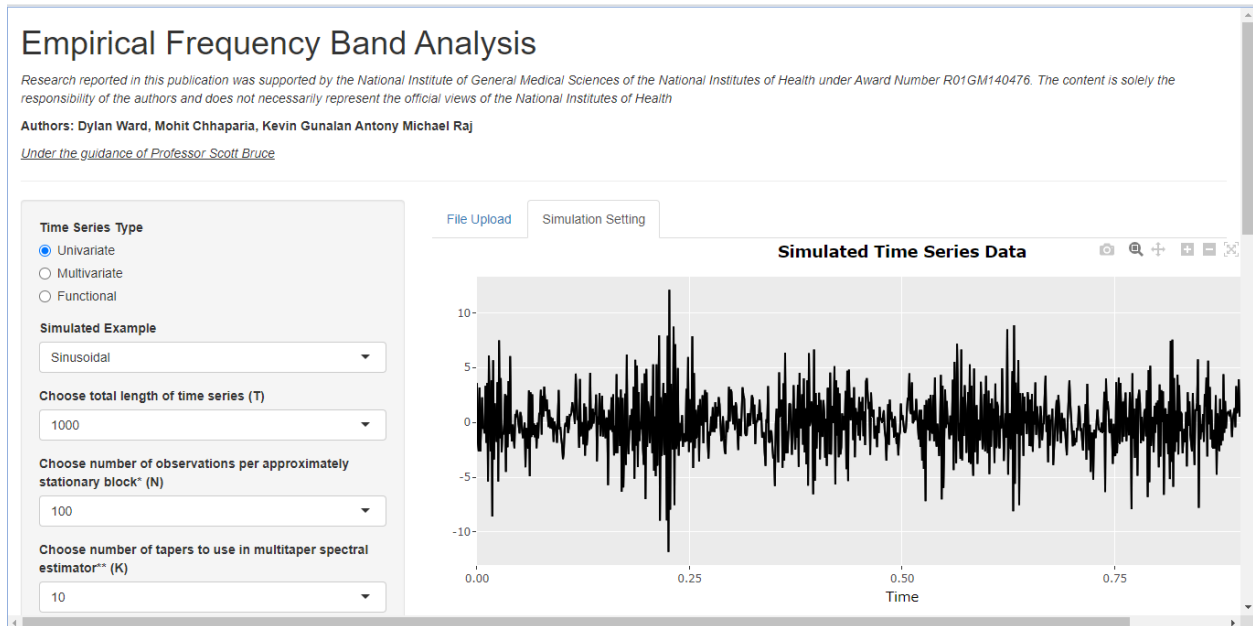 Empirical Frequency Band Analysis
Research reported in this publication was supported by the National Institute of General Medical Sciences of the National Institutes of Health under Award Number R01GM140476. The content is solely the
responsibility of the authors and does not necessarily represent the official views of the National Institutes of Health
Authors: Dylan Ward, Mohit Chhaparia, Kevin Gunalan Antony Michael Raj
Under the guidance of Professor Scott Bruce
Time Series Type
Univariate
Multivariate
Functional
Simulated Example
Sinusoidal
Choose total length of time series (T)
1000
Choose number of observations per approximately
stationary block* (N)
100
Choose number of tapers to use in multitaper spectral
estimator** (K)
10
File Upload
Simulation Setting
Simulated Time Series Data
10
5
0
-5
-10
0.00
0.25
0.50
0.75
Time